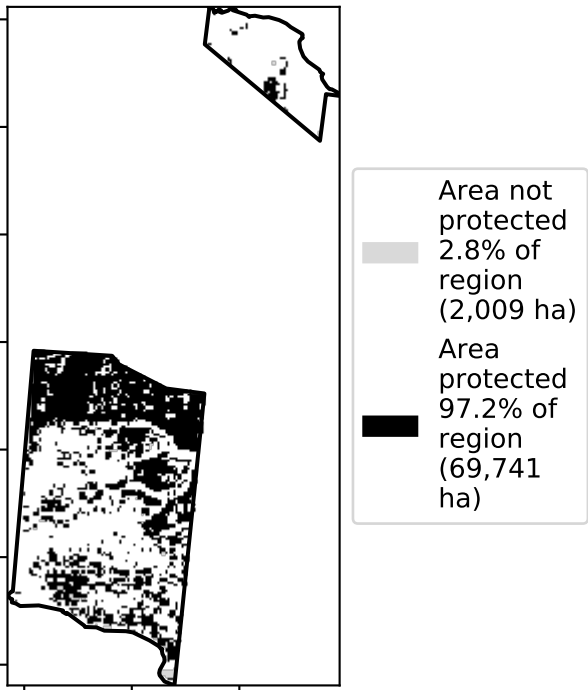 Area not
protected
2.8% of
region
(2,009 ha)
Area
protected
97.2% of
region
(69,741
ha)